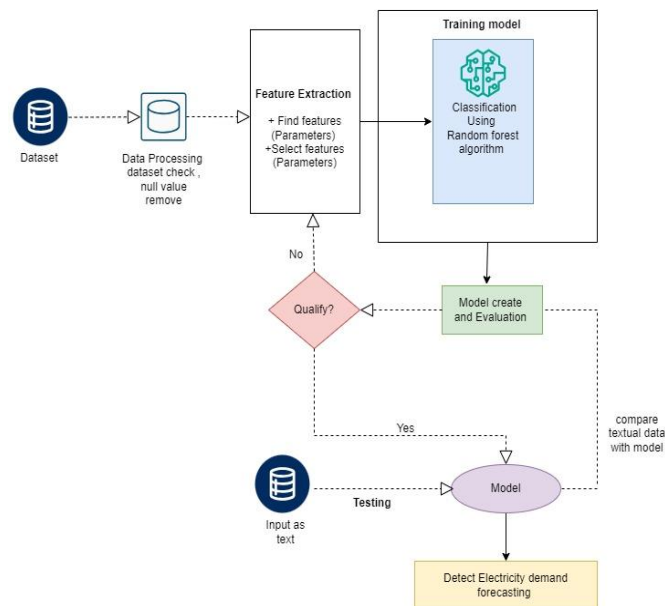 Training model
Classification
Using
Random forest
algorithm
Feature Extraction
+ Find features
(Parameters)
+Select features
(Parameters)
Dataset
Data Processing
dataset check ,
null value
remove
No
Qualify?
Model create
and Evaluation
Yes
compare
textual data
with model
Input as
text
Testing
Model
Detect Electricity demand
forecasting